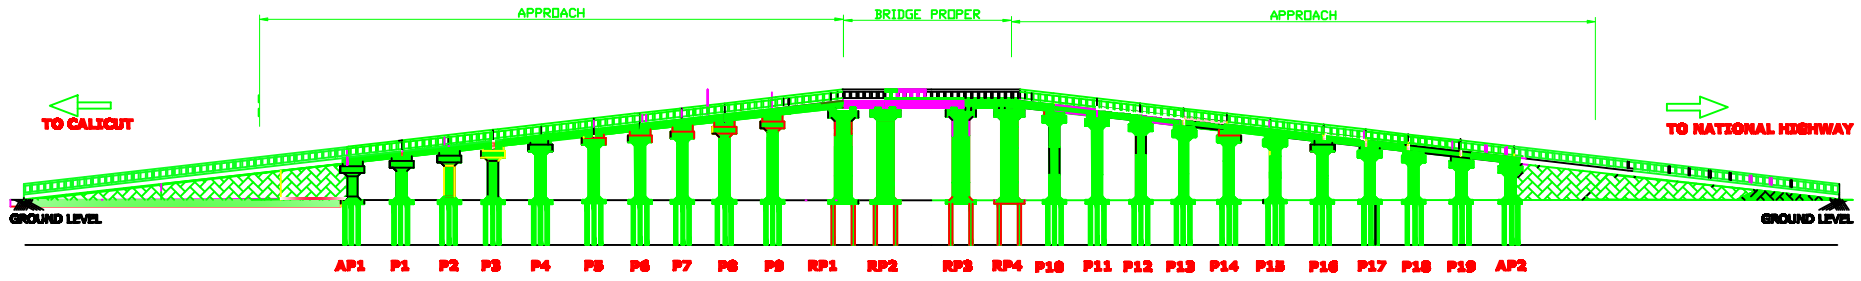 APPROACH
BRIDGE PROPER
APPROACH
TO CALICUT
TO NATIONAL HIGHWAY
GROUND LEVEL
GROUND LEVEL
AP1 P1 P2 P3 P4 P5 P6 P7 P8 P9 RP1 RP2 RP3 RP4 P10 P11 P12 P13 P14 P15 P16 P17 P18 P19 AP2